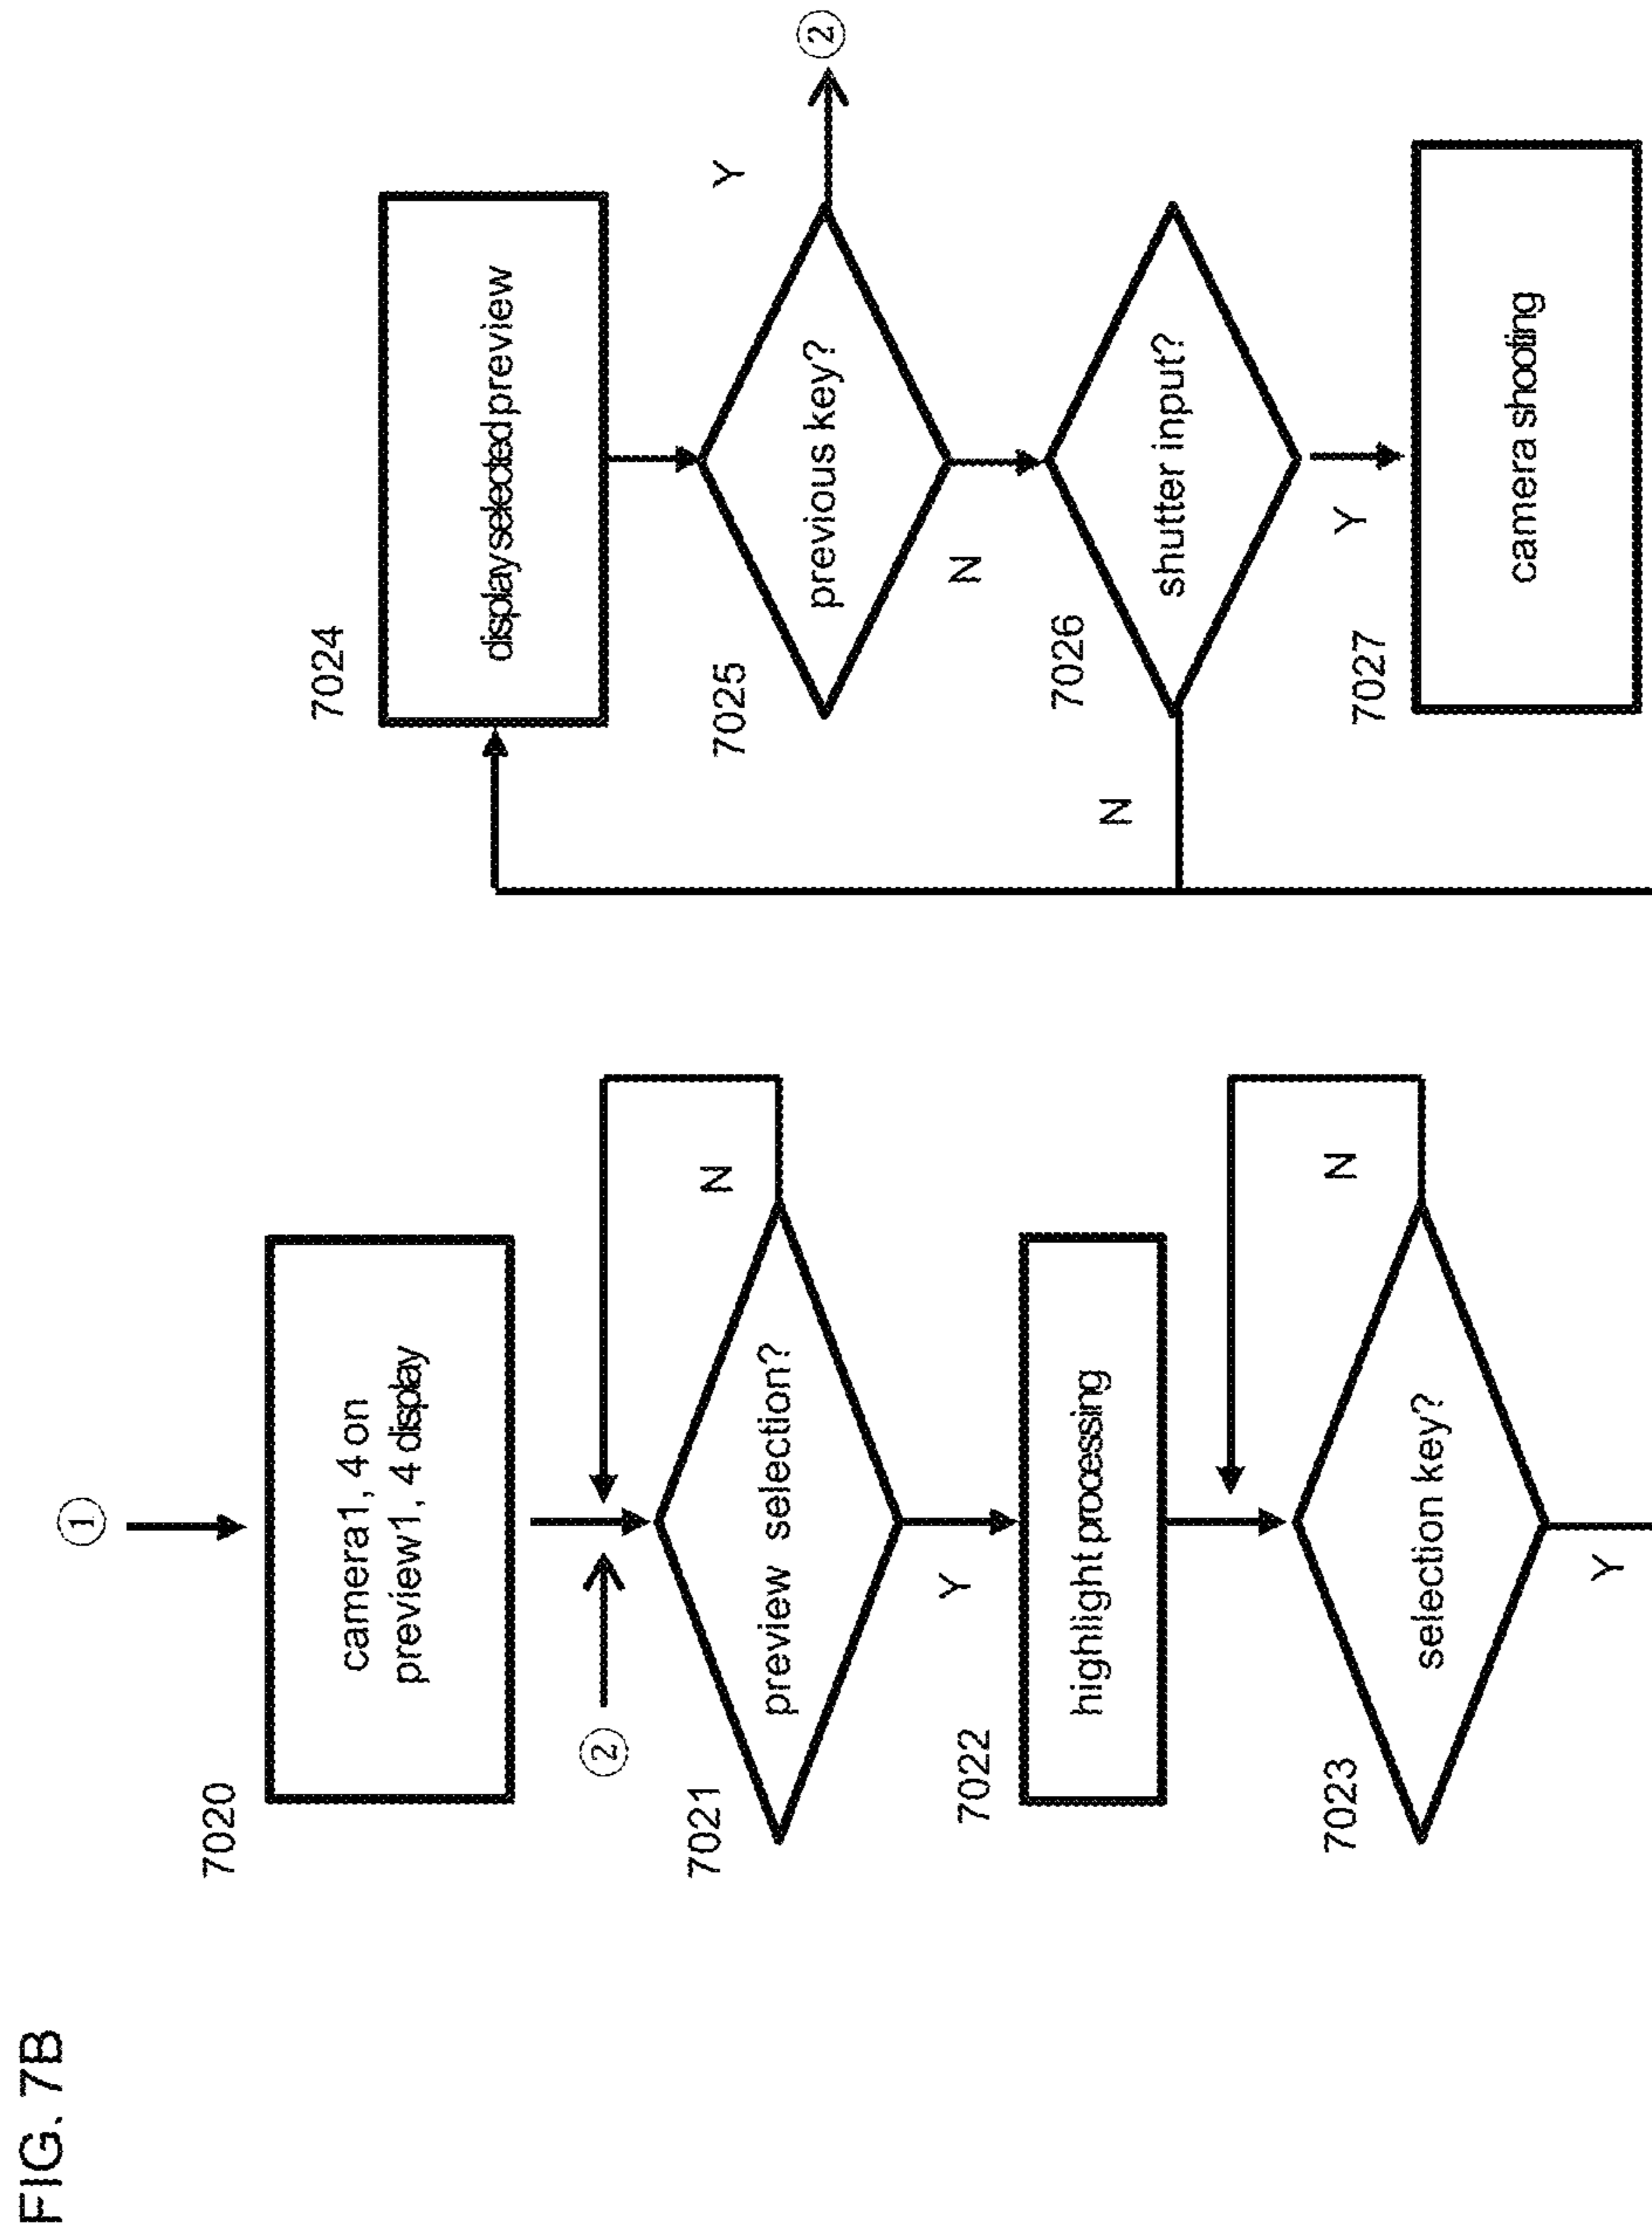 FIG. 7B
①
7020
camera1, 4 on
preview1, 4 display
②
7021
preview selection?
N
Y
7022
highlight processing
7023
selection key?
N
Y
7024
display selected preview
7025
previous key?
Y
②
N
7026
shutter input?
N
Y
7027
camera shooting